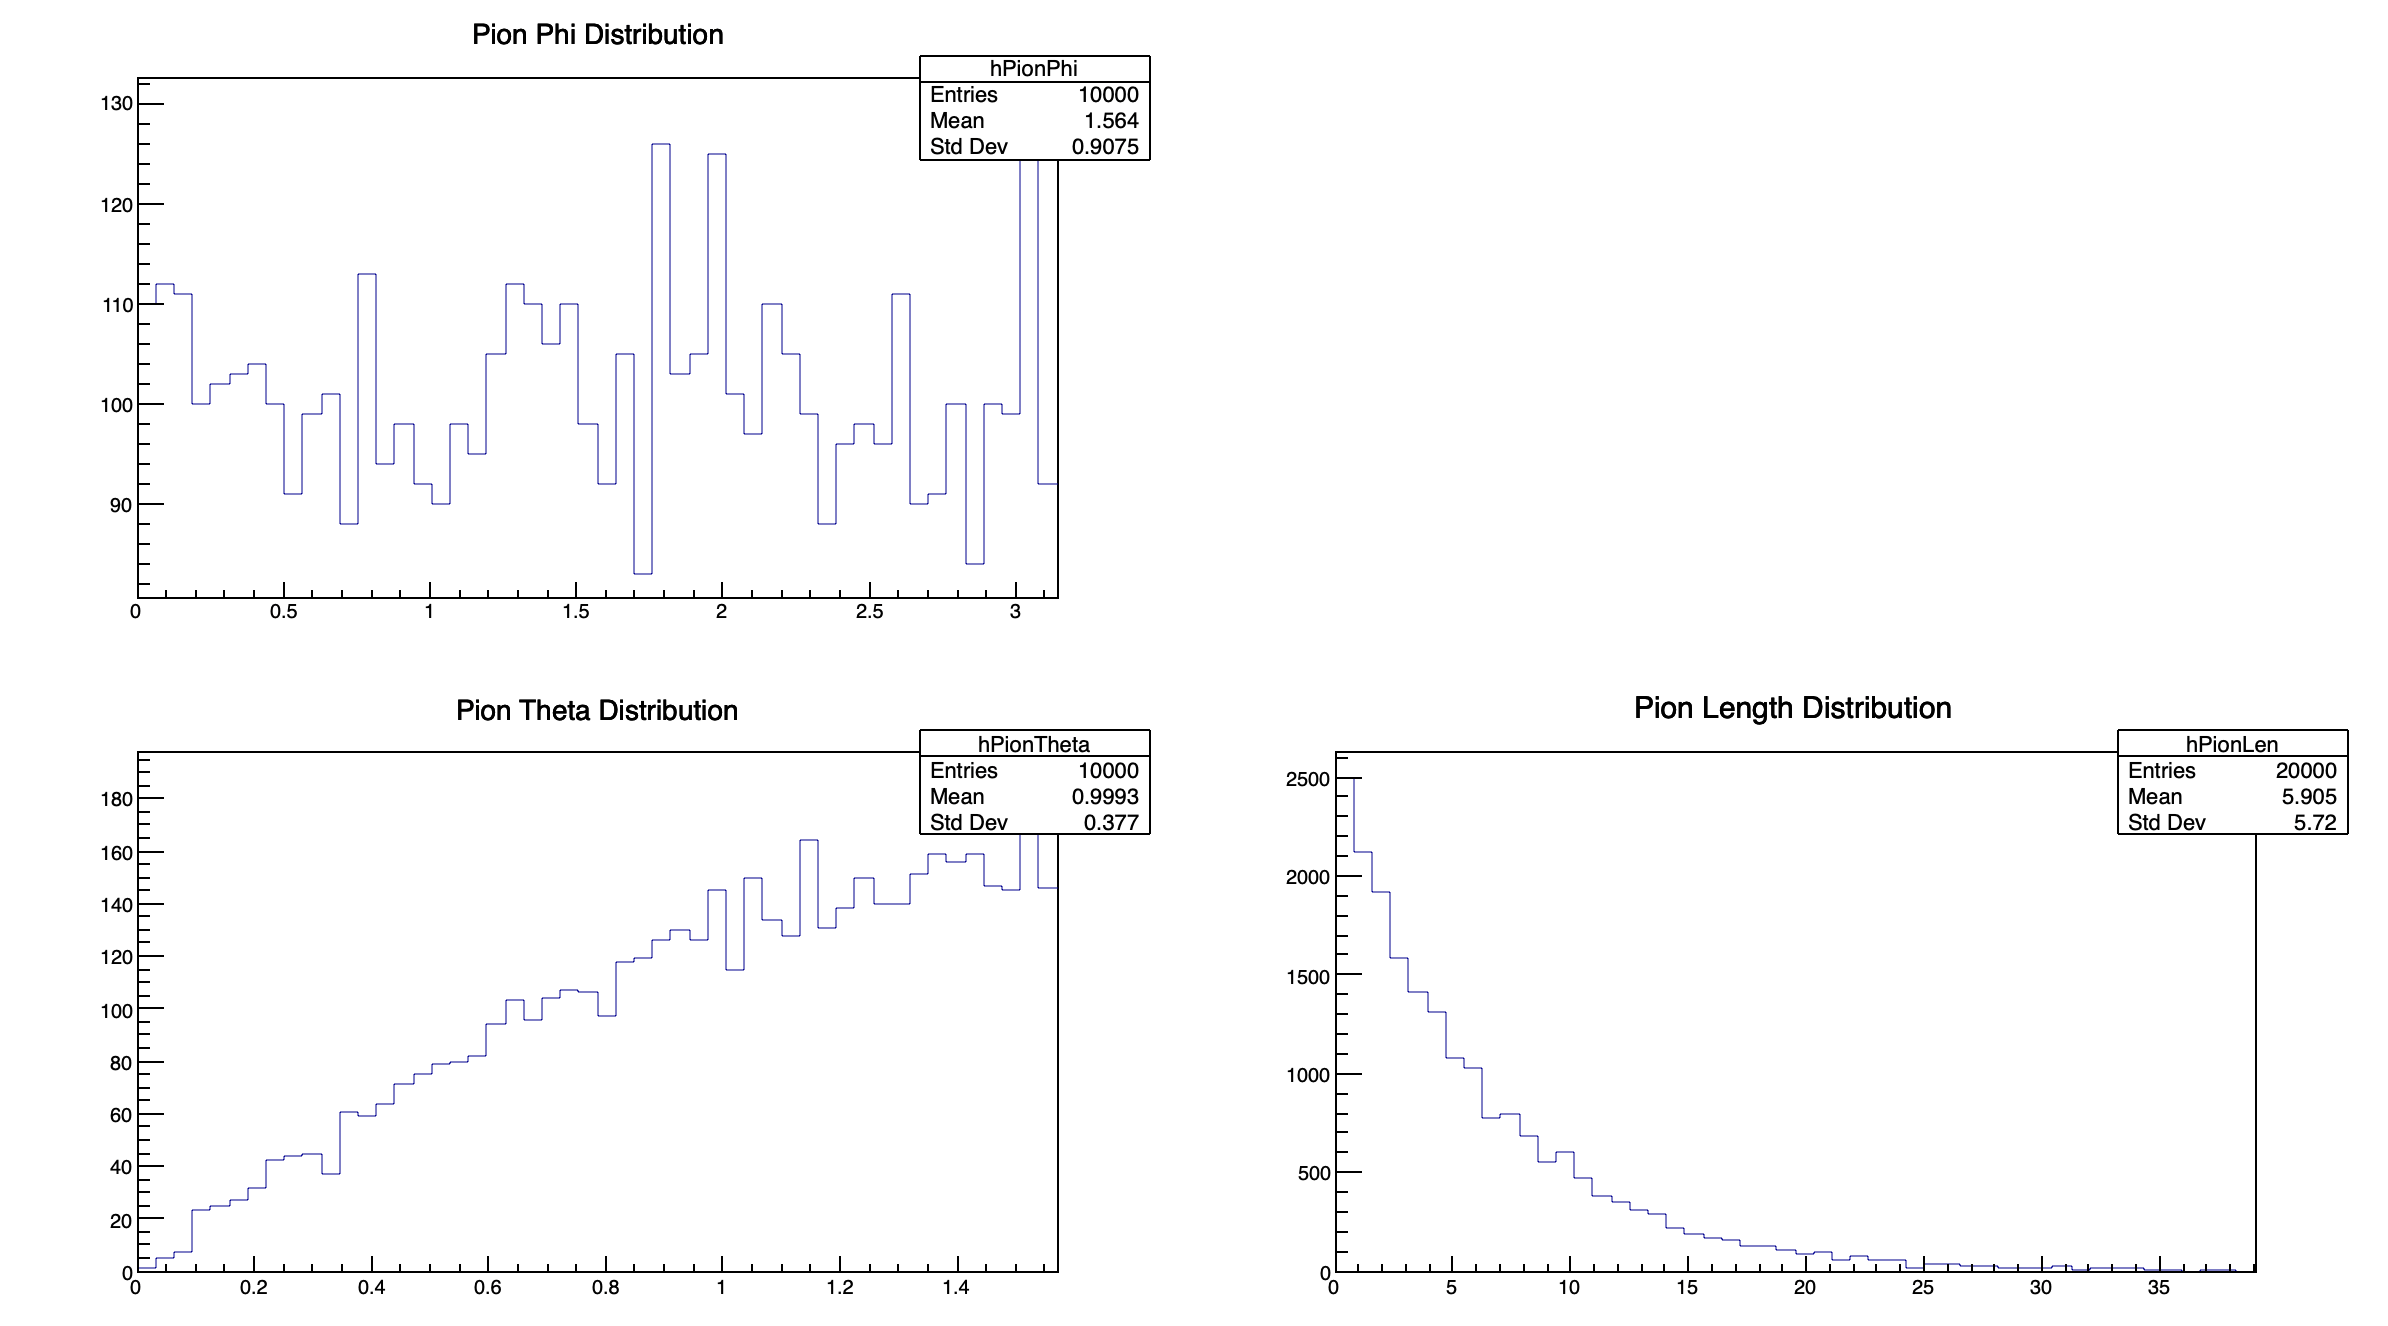 Pion Phi Distribution
hPionPhi
Entries 10000
Mean 1.564
Std Dev 0.9075
130
120
110
100
90
0 0.5 1 1.5 2 2.5 3
Pion Theta Distribution
hPionTheta
Entries 10000
Mean 0.9993
Std Dev 0.377
180
160
140
120
100
80
60
40
20
0
0 0.2 0.4 0.6 0.8 1 1.2 1.4
Pion Length Distribution
hPionLen
Entries 20000
Mean 5.905
Std Dev 5.72
2500
2000
1500
1000
500
0
0 5 10 15 20 25 30 35